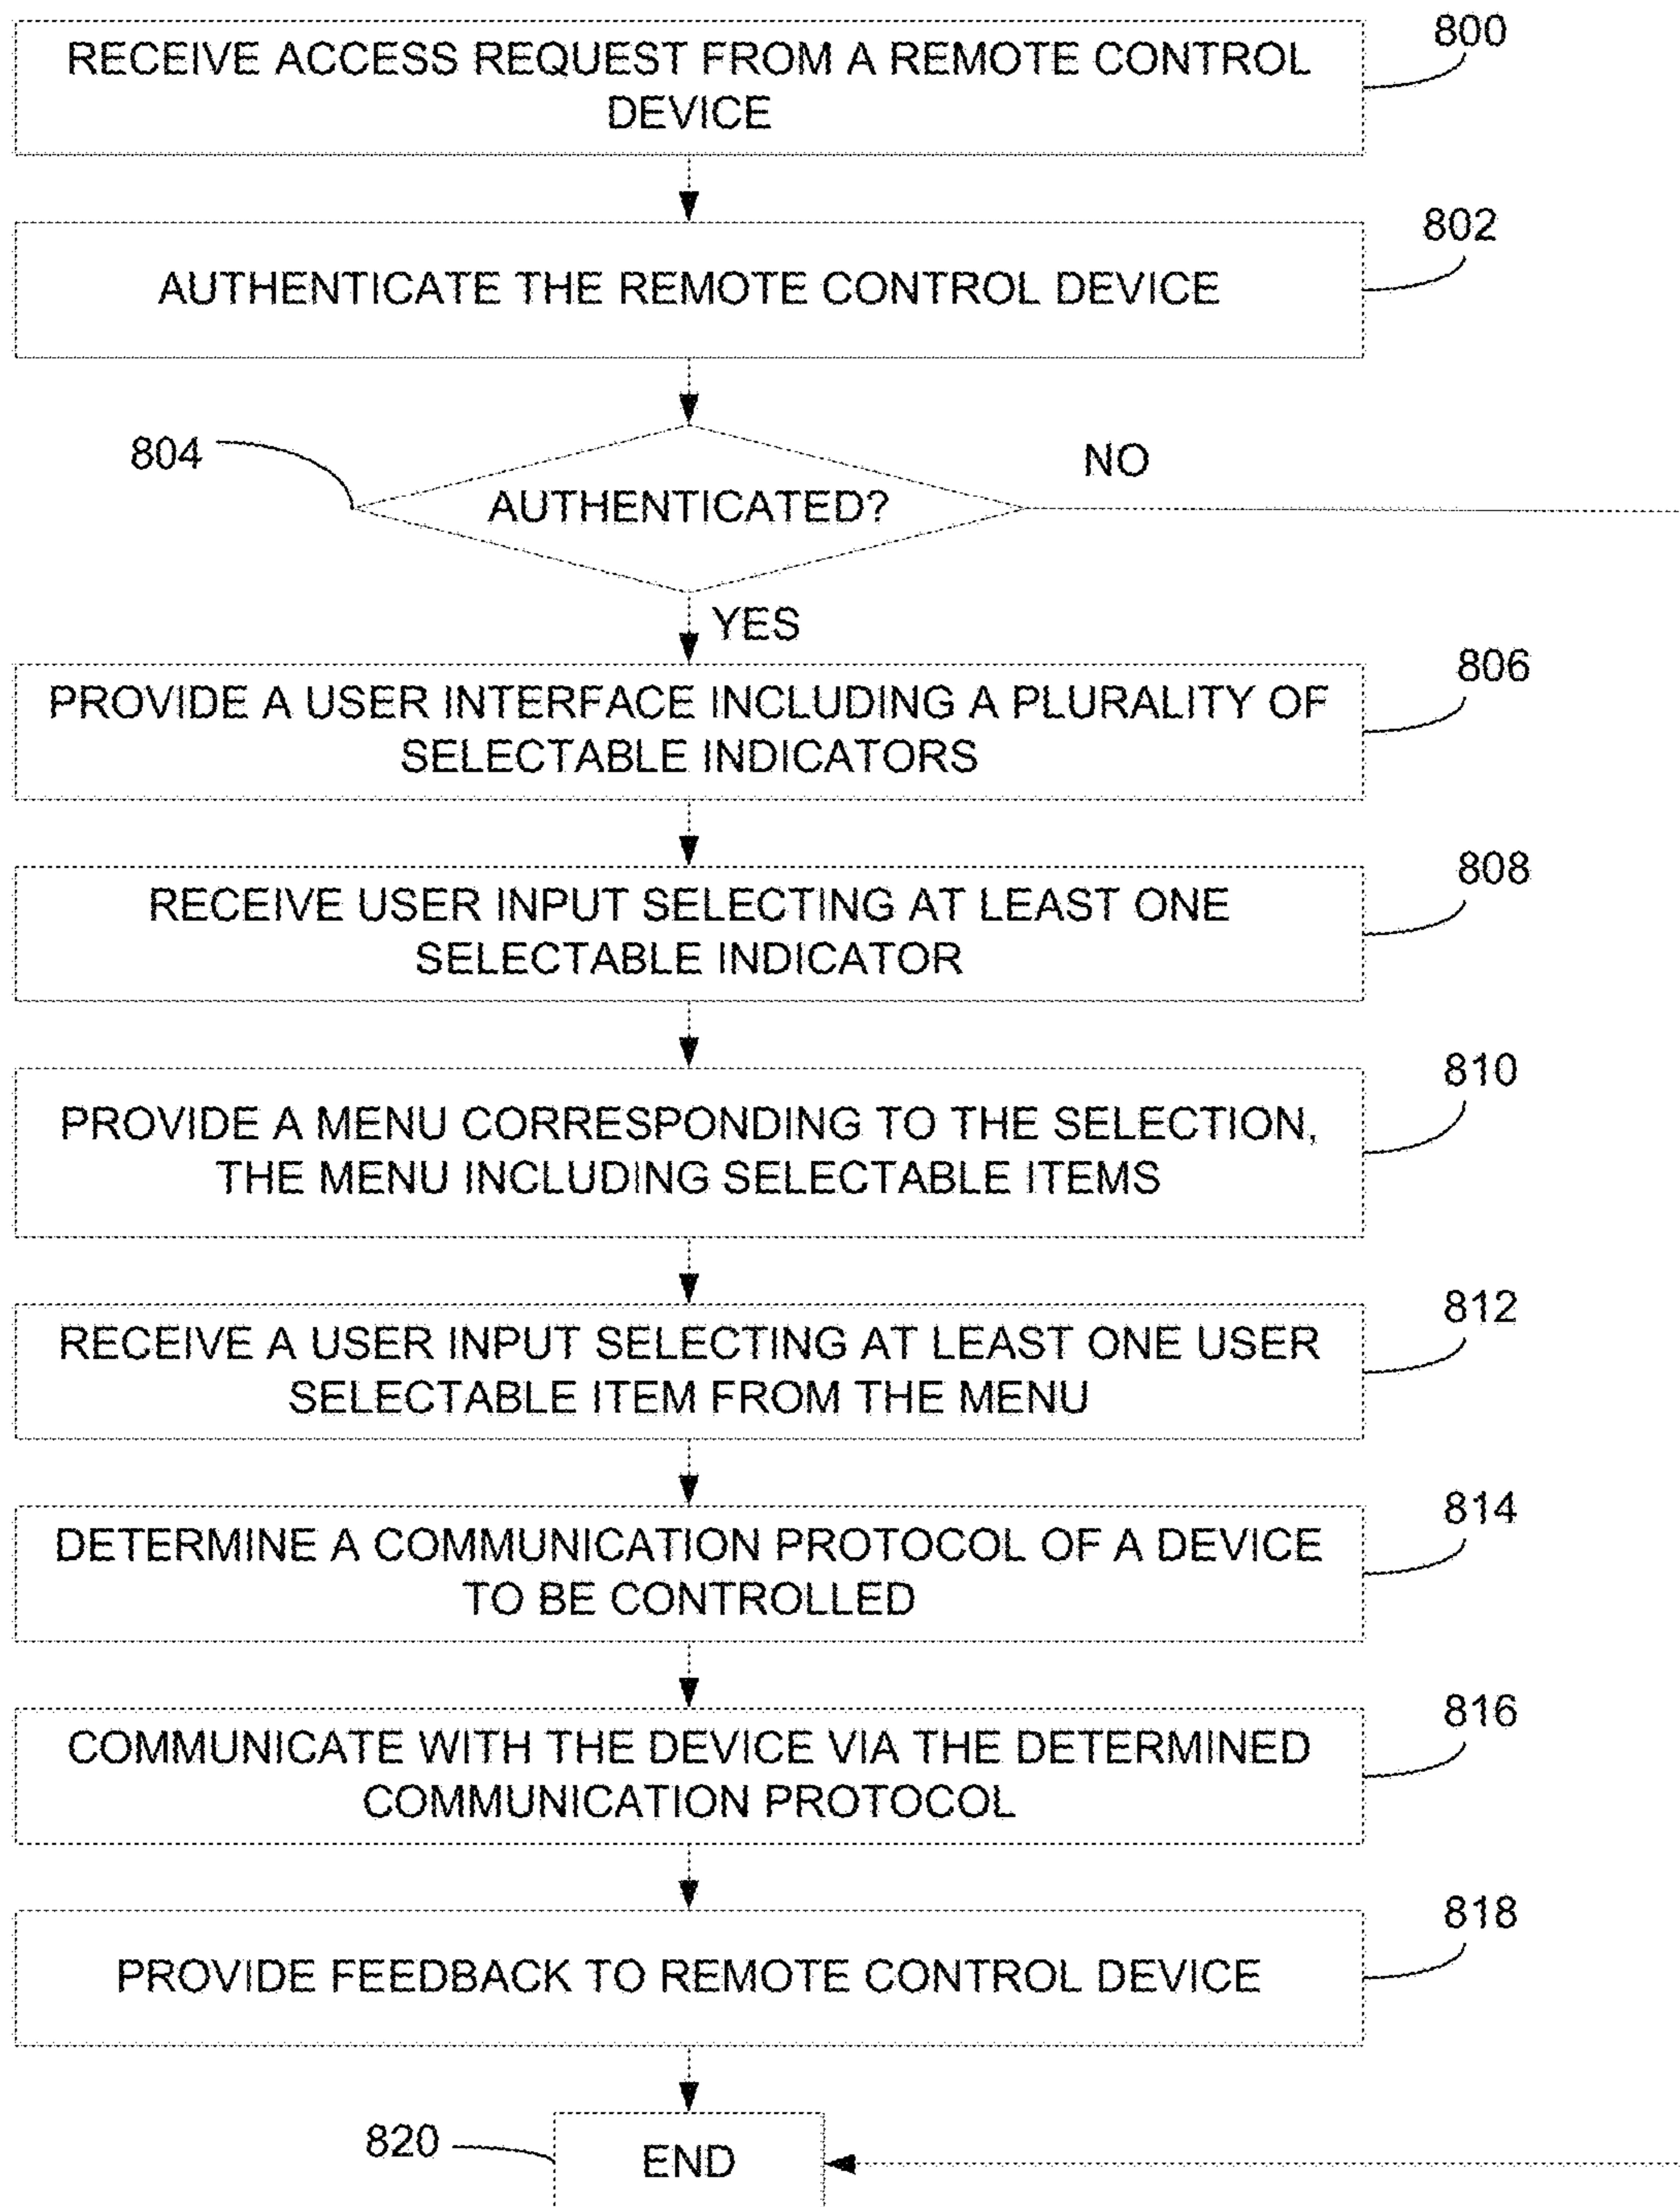 RECEIVE ACCESS REQUEST FROM A REMOTE CONTROL
DEVICE
800
AUTHENTICATE THE REMOTE CONTROL DEVICE
802
804
AUTHENTICATED?
NO
YES
PROVIDE A USER INTERFACE INCLUDING A PLURALITY OF
SELECTABLE INDICATORS
806
RECEIVE USER INPUT SELECTING AT LEAST ONE
SELECTABLE INDICATOR
808
PROVIDE A MENU CORRESPONDING TO THE SELECTION,
THE MENU INCLUDING SELECTABLE ITEMS
810
RECEIVE A USER INPUT SELECTING AT LEAST ONE USER
SELECTABLE ITEM FROM THE MENU
812
DETERMINE A COMMUNICATION PROTOCOL OF A DEVICE
TO BE CONTROLLED
814
COMMUNICATE WITH THE DEVICE VIA THE DETERMINED
COMMUNICATION PROTOCOL
816
PROVIDE FEEDBACK TO REMOTE CONTROL DEVICE
818
820
END